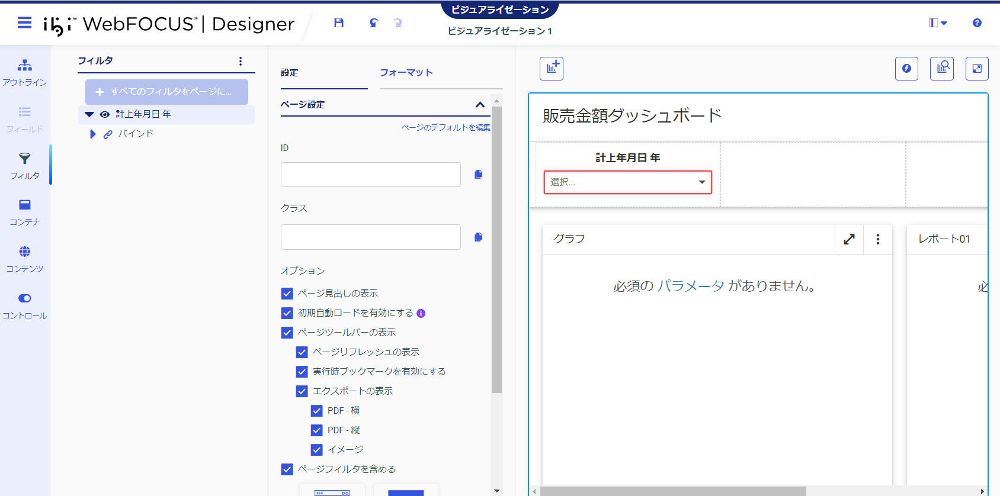 ビジュアライゼーション
ibi™ WebFOCUS® | Designer
ビジュアライゼーション 1
アウトライン
フィールド
フィルタ
コンテナ
コンテンツ
コントロール
フィルタ
すべてのフィルタをページに...
計上年月日 年
バインド
設定
フォーマット
ページ設定
ページのデフォルトを編集
ID
クラス
オプション
ページ見出しの表示
初期自動ロードを有効にする
ページツールバーの表示
ページリフレッシュの表示
実行時ブックマークを有効にする
エクスポートの表示
PDF - 横
PDF - 縦
イメージ
ページフィルタを含める
販売金額ダッシュボード
計上年月日 年
選択...
グラフ
必須の パラメータ がありません。
レポート01
必